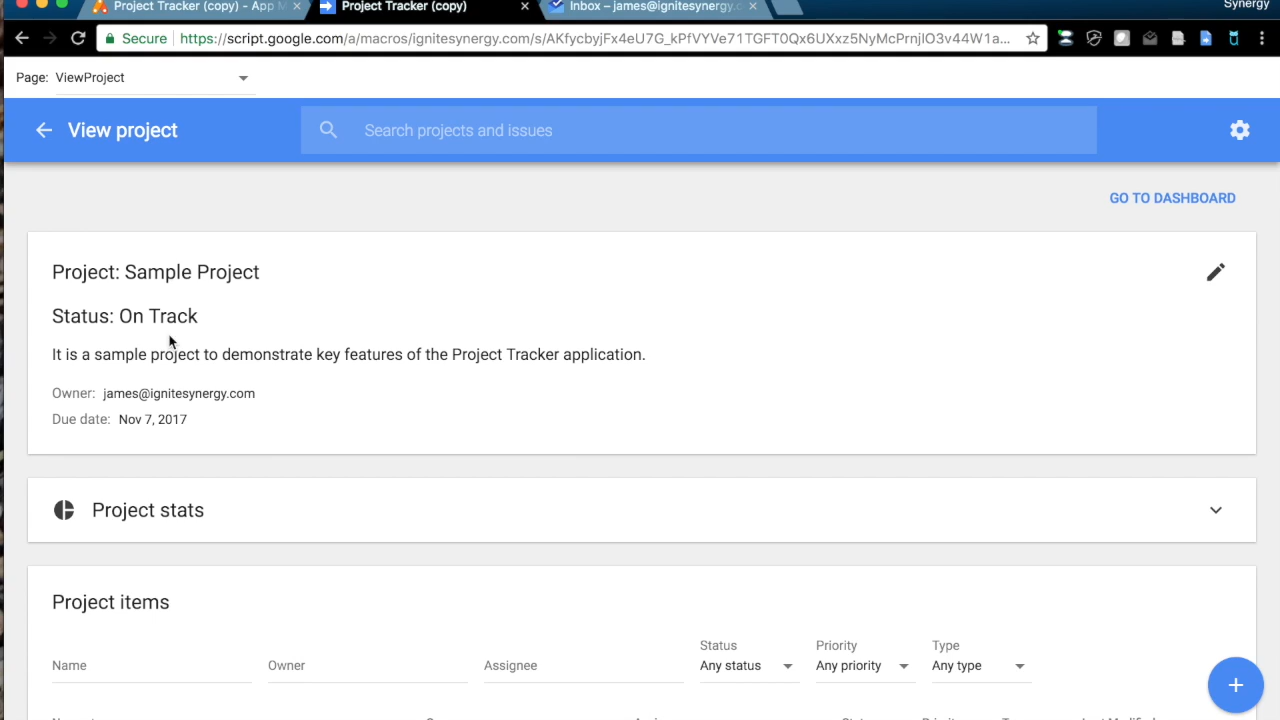 Project Tracker (copy) - App M
Project Tracker (copy)
Inbox – james@ignitesynergy.c
Synergy
Secure
https://script.google.com/a/macros/ignitesynergy.com/s/AKfycbyjFx4eU7G_kPfVYVe71TGFT0Qx6UXxz5NyMcPrnjIO3v44W1a...
Page: ViewProject
View project
Search projects and issues
GO TO DASHBOARD
Project: Sample Project
Status: On Track
It is a sample project to demonstrate key features of the Project Tracker application.
Owner: james@ignitesynergy.com
Due date: Nov 7, 2017
Project stats
Project items
Status Priority Type
Name Owner Assignee Any status Any priority Any type